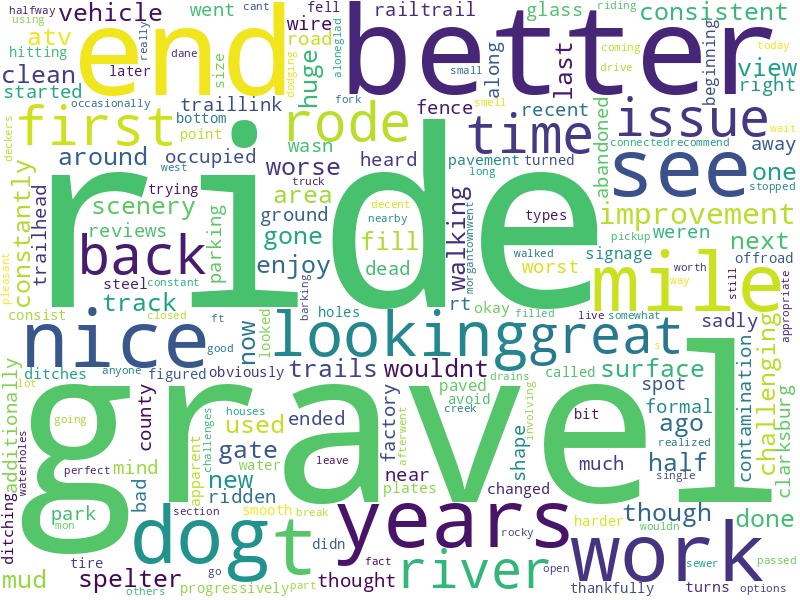 halfway
vehicle
end
better
cant
fell
railtrail
went
glass
consistent
using
really
wire
riding
atv
hitting
later
dane
aloneglad
dodging
road
coming
along
last
beginning
view
clean
started
occasionally
traillink
size
huge
small
drive
today
right
deckers
first
bottom
point
rode
fork
fence
smell
recent
issue
wait
time
abandoned
connectedrecommend
away
around
occupied
wasn
heard
pavement
turned
see
passed
west
worse
long
stopped
one
constantly
trailhead
ride
trying
truck
area
decent
walking
scenery
parking
ground
nearby
types
improvement
reviews
gone
fill
morgantownwent
walked
signage
weren
next
back
steel
constant
enjoy
dead
worst
pickup
offroad
pleasant
track
barking
rt
okay
mile
worth
way
still
appropriate
consist
closed
ft
looked
holes
filled
live
somewhat
sadly
nice
good
now
looking
great
s
challenging
additionally
ditches
anyone
figured
obviously
trails
wouldnt
drains
called
surface
spot
contamination
lot
houses
county
ended
paved
avoid
creek
involving
formal
ago
clarksburg
going
gravel
used
factory
afterwent
bit
realized
waterholes
challenges
gate
shape
perfect
mind
apparent
water
leave
near
much
half
single
ditching
bad
new
ridden
plates
changed
park
mon
section
smooth
break
years
rocky
harder
though
done
dog
t
didn
wouldn
work
mud
tire
go
fact
river
open
sewer
spelter
thought
turns
options
others
progressively
part
thankfully